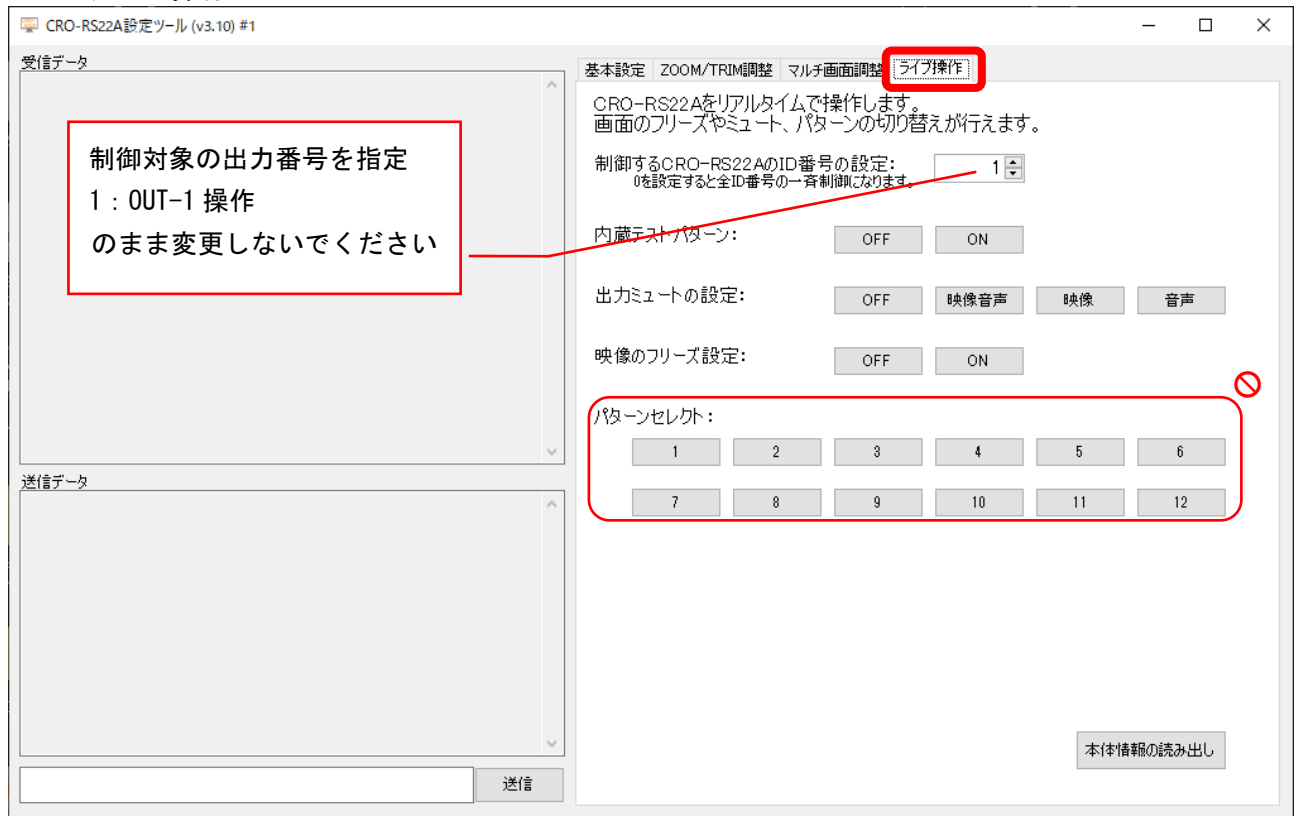 CRO-RS22A設定ツール (v3.10) #1
受信データ
制御対象の出力番号を指定
1：OUT-1 操作
のまま変更しないでください
送信データ
送信
基本設定 ZOOM/TRIM調整 マルチ画面調整 ライブ操作
CRO-RS22Aをリアルタイムで操作します。
画面のフリーズやミュート、パターンの切り替えが行えます。
制御するCRO-RS22AのID番号の設定: 1
0を設定すると全ID番号の一斉制御になります。
内蔵テストパターン: OFF ON
出力ミュートの設定: OFF 映像音声 映像 音声
映像のフリーズ設定: OFF ON
パターンセレクト:
1 2 3 4 5 6
7 8 9 10 11 12
本体情報の読み出し